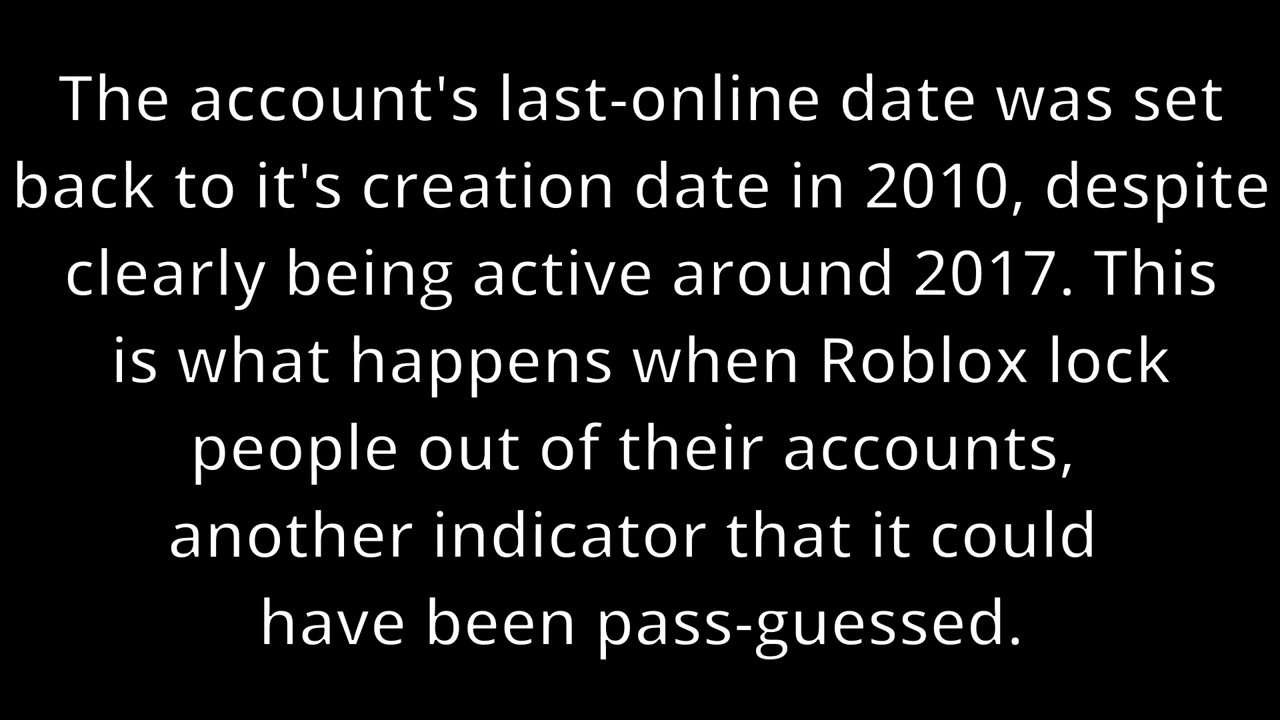 The account's last-online date was set
back to it's creation date in 2010, despite
clearly being active around 2017. This
is what happens when Roblox lock
people out of their accounts,
another indicator that it could
have been pass-guessed.